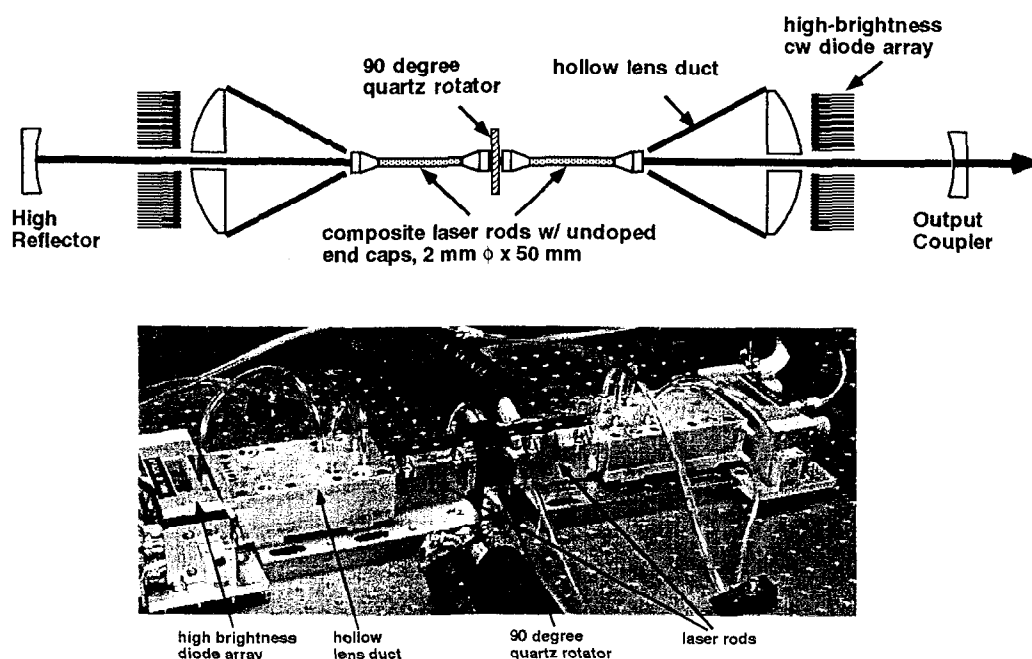 high-brightness
cw diode array
90 degree
quartz rotator
hollow lens duct
High
Reflector
composite laser rods w/ undoped
end caps, 2 mm ϕ x 50 mm
Output
Coupler
high brightness
diode array
hollow
lens duct
90 degree
quartz rotator
laser rods